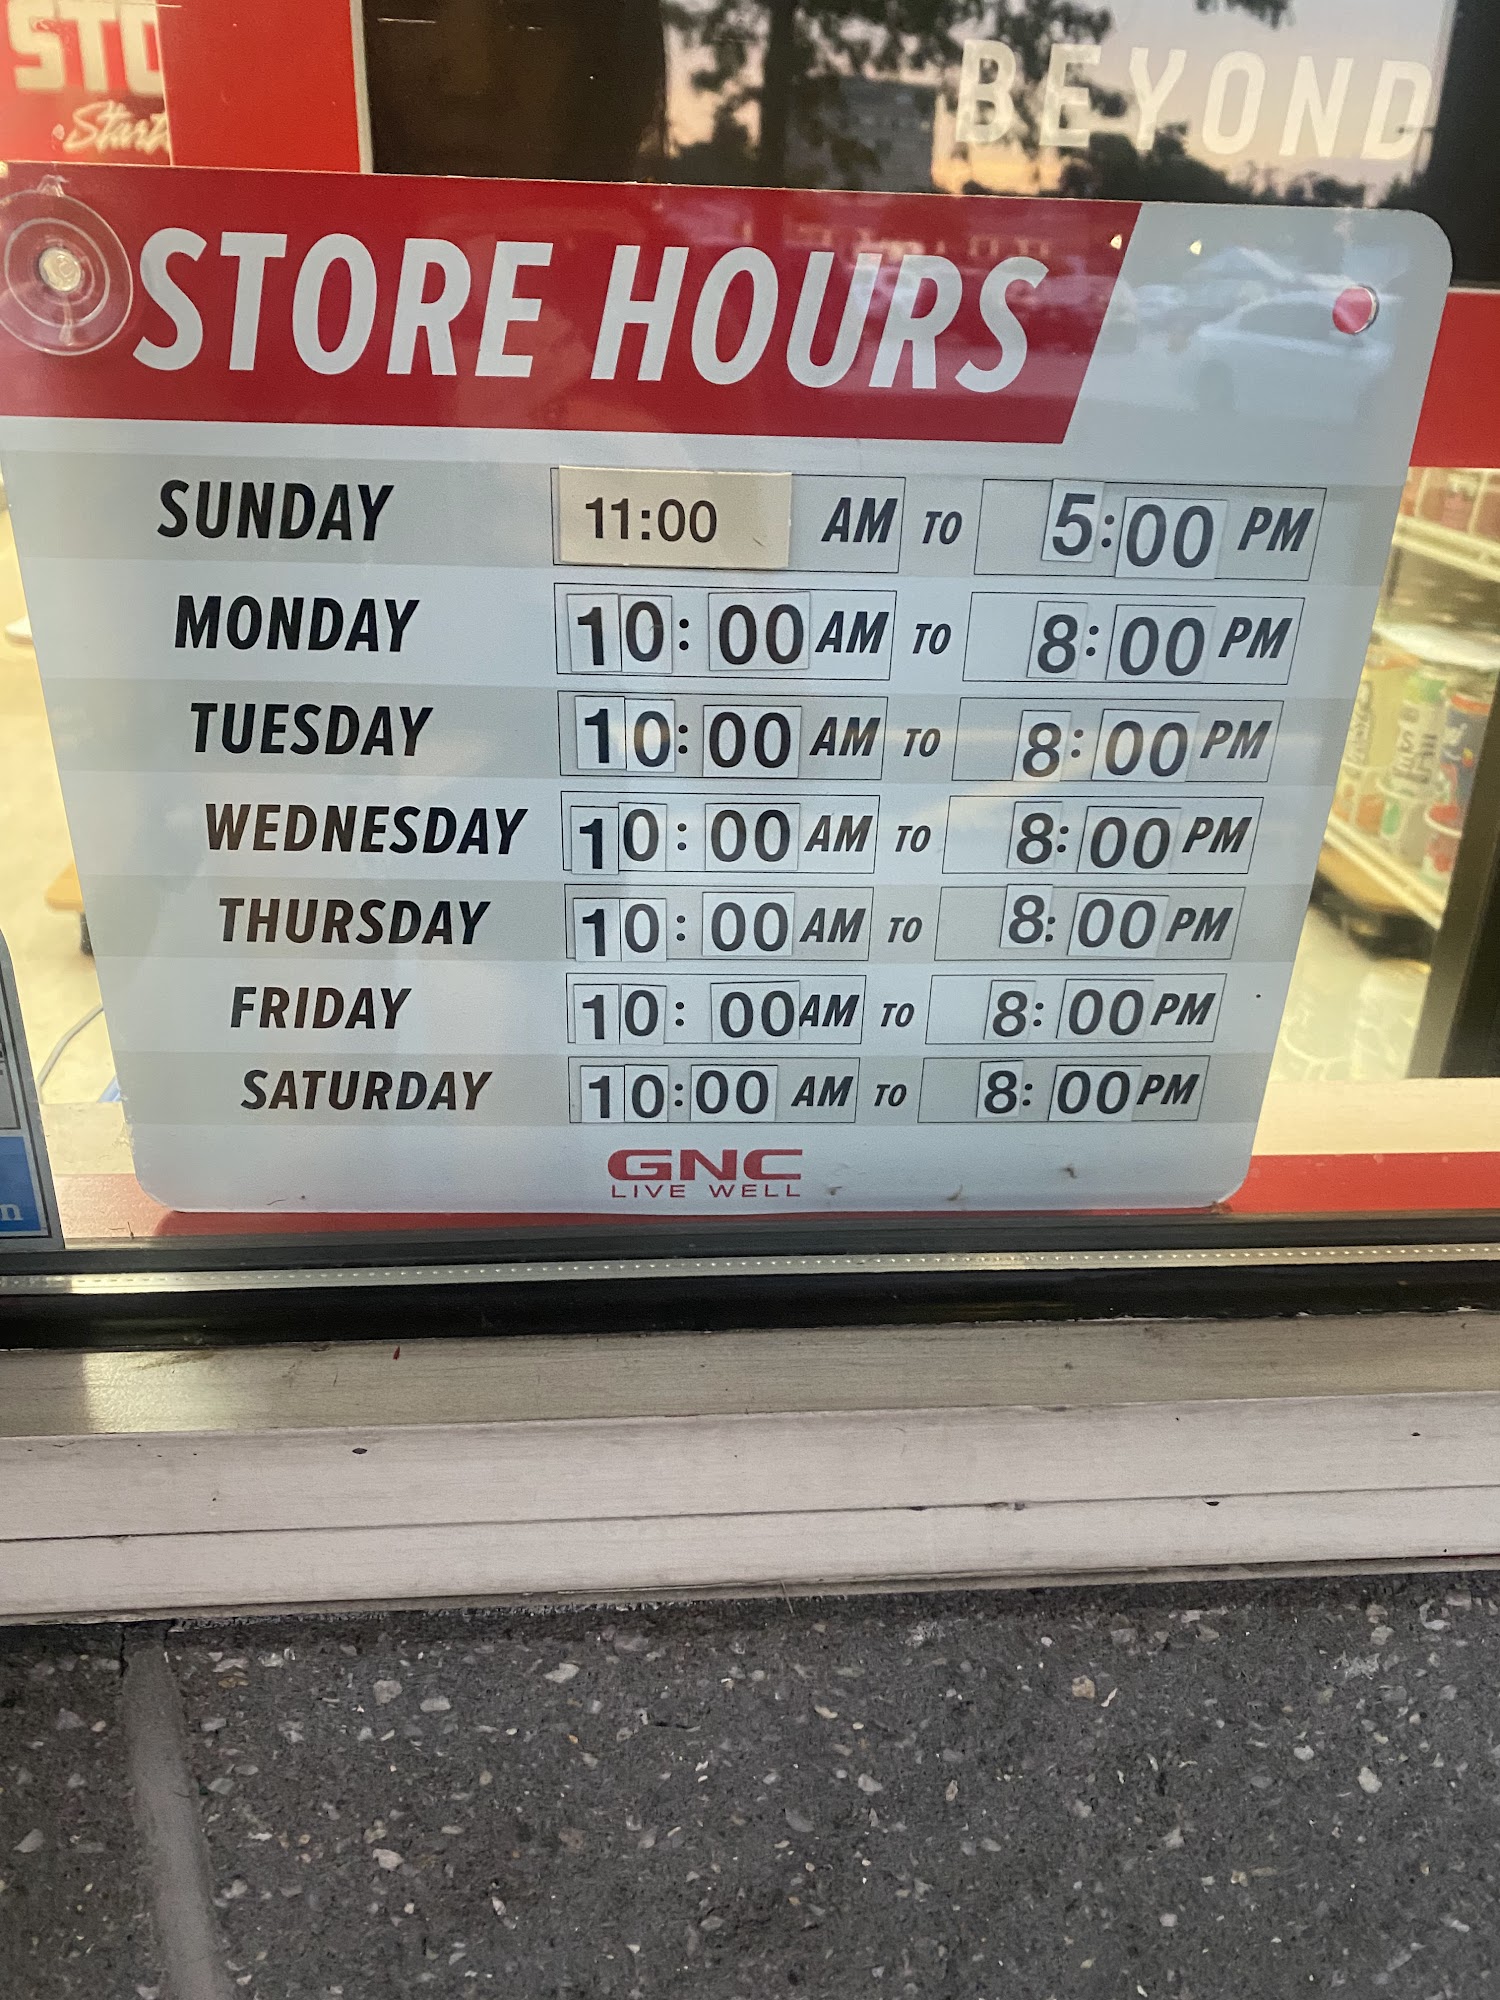 STO
Start
BEYOND
STORE HOURS
SUNDAY 11:00 AM TO 5:00 PM
MONDAY 10:00 AM TO 8:00 PM
TUESDAY 10:00 AM TO 8:00 PM
WEDNESDAY 10:00 AM TO 8:00 PM
THURSDAY 10:00 AM TO 8:00 PM
FRIDAY 10:00 AM TO 8:00 PM
SATURDAY 10:00 AM TO 8:00 PM
GNC
LIVE WELL
n